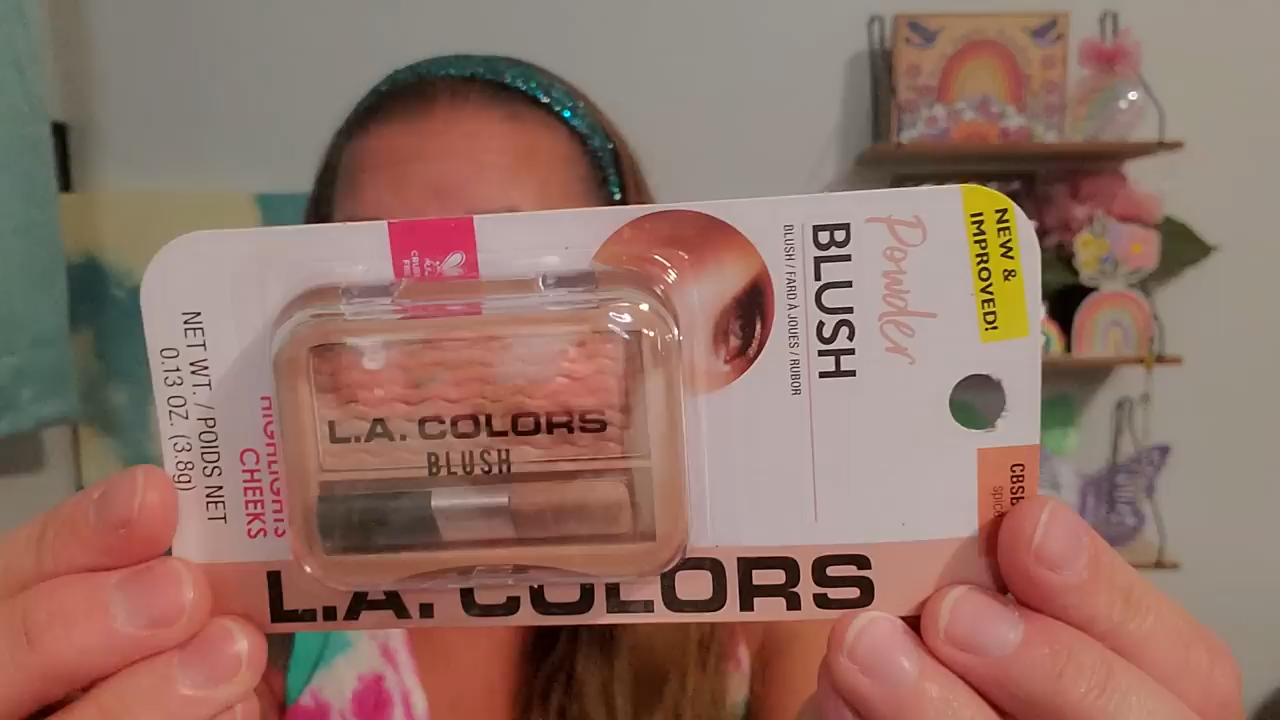 NEW &
IMPROVED!
Powder
BLUSH
BLUSH / FARD À JOUES / RUBOR
L.A. COLORS
BLUSH
HIGHLIGHTS
CHEEKS
NET WT. / POIDS NET
0.13 OZ. (3.8g)
L.A. COLORS